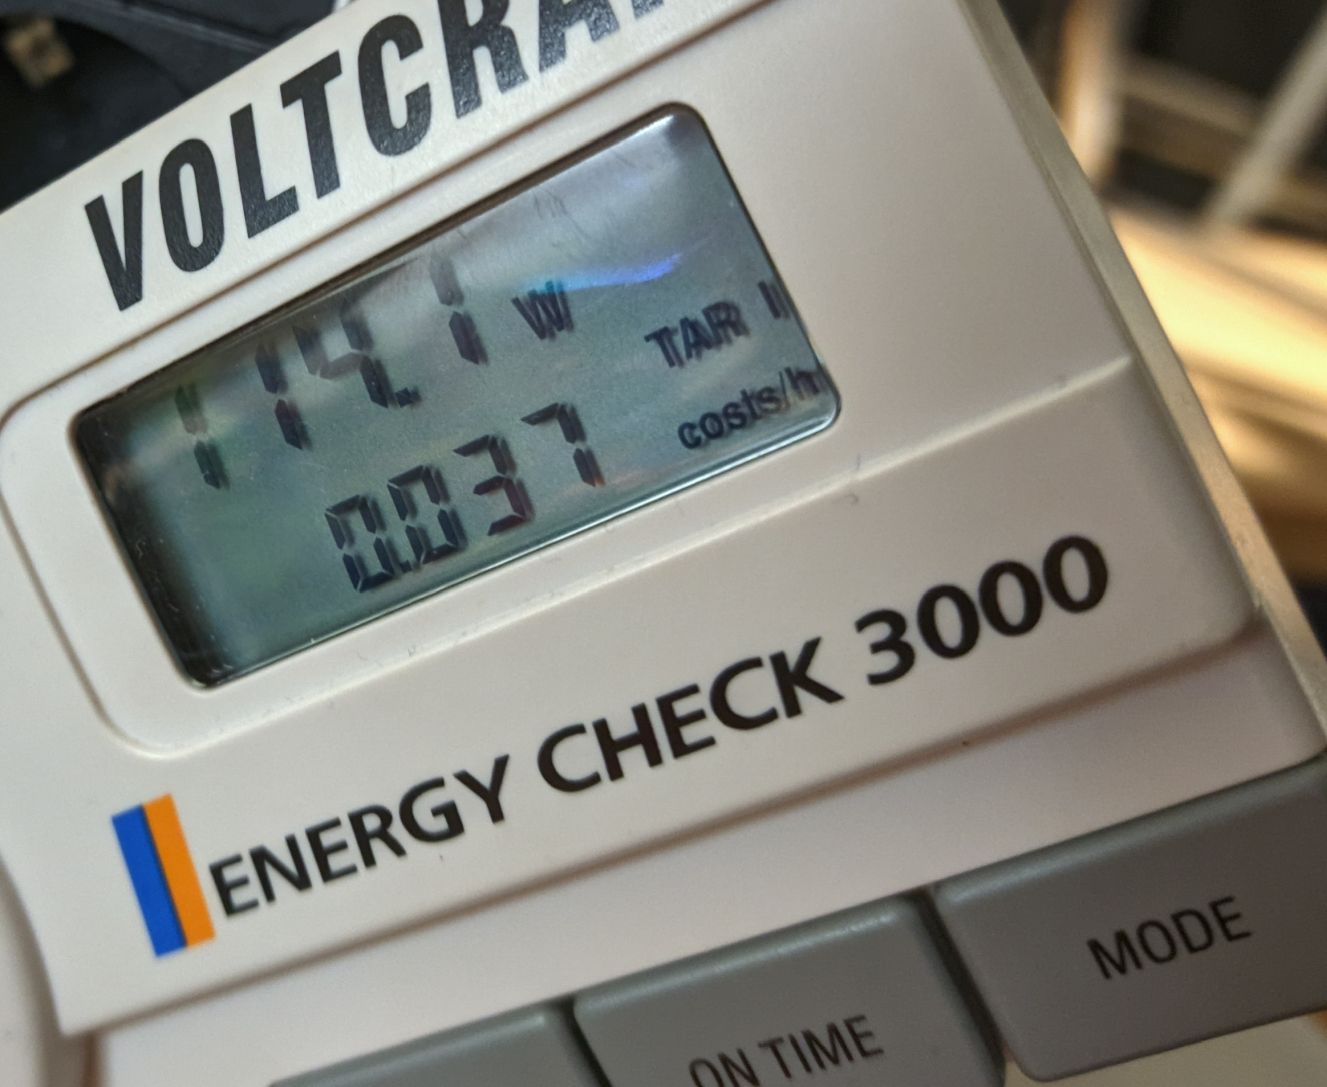 VOLTCRA
114.1 W
TAR II
0.037 costs/h
ENERGY CHECK 3000
ON TIME
MODE